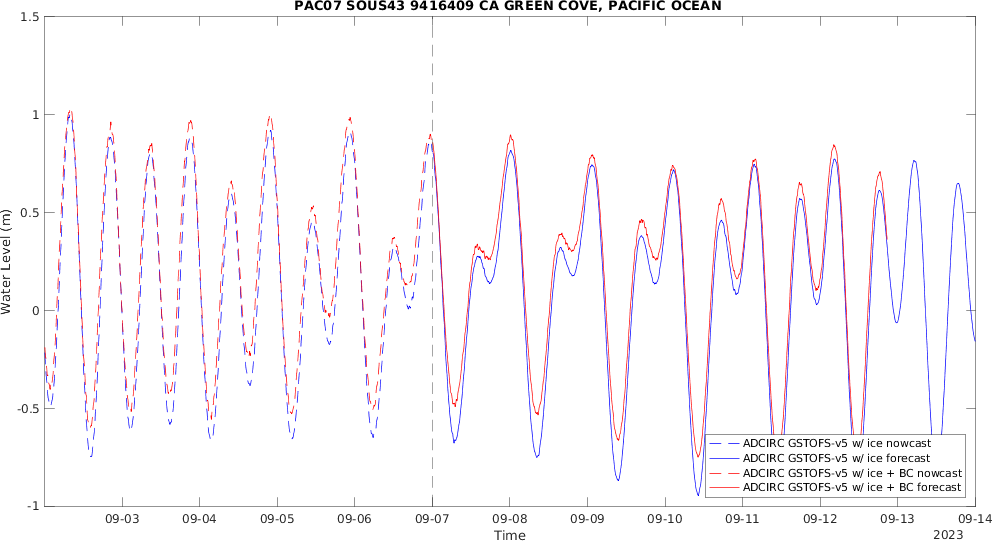 PAC07 SOUS43 9416409 CA GREEN COVE, PACIFIC OCEAN
1.5
1
0.5
0
-0.5
-1
Water Level (m)
ADCIRC GSTOFS-v5 w/ ice nowcast
ADCIRC GSTOFS-v5 w/ ice forecast
ADCIRC GSTOFS-v5 w/ ice + BC nowcast
ADCIRC GSTOFS-v5 w/ ice + BC forecast
09-03 09-04 09-05 09-06 09-07 09-08 09-09 09-10 09-11 09-12 09-13 09-14
Time
2023